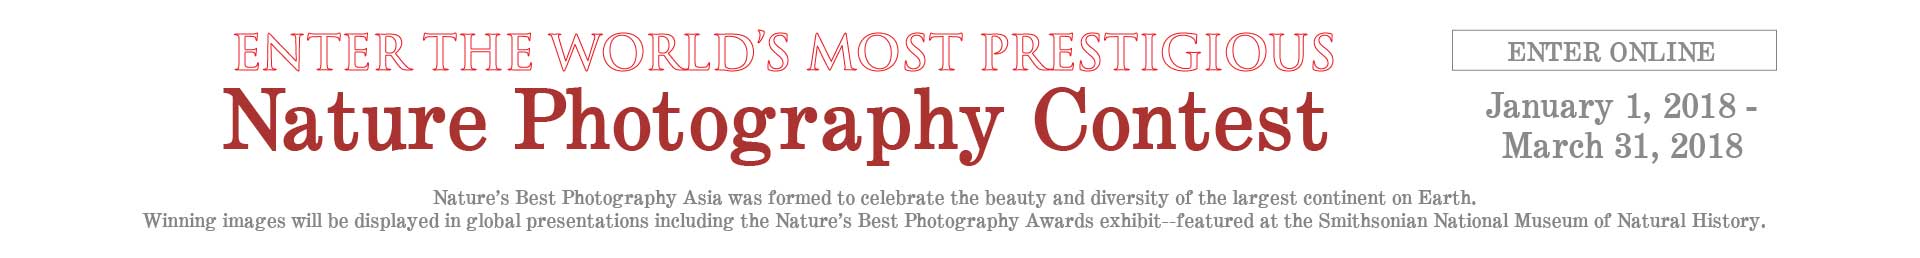 ENTER THE WORLD'S MOST PRESTIGIOUS
Nature Photography Contest
ENTER ONLINE
January 1, 2018 -
March 31, 2018
Nature's Best Photography Asia was formed to celebrate the beauty and diversity of the largest continent on Earth.
Winning images will be displayed in global presentations including the Nature's Best Photography Awards exhibit--featured at the Smithsonian National Museum of Natural History.